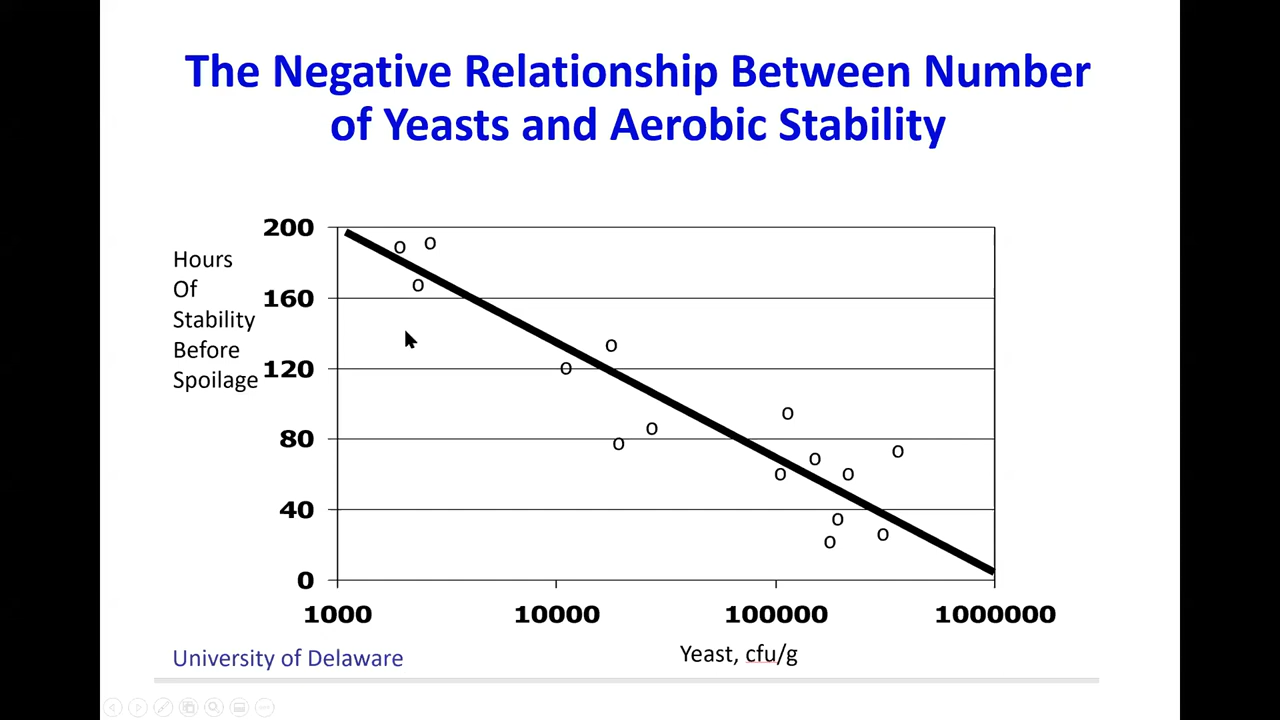 The Negative Relationship Between Number
of Yeasts and Aerobic Stability
Hours
Of
Stability
Before
Spoilage
200
160
120
80
40
0
1000 10000 100000 1000000
Yeast, cfu/g
University of Delaware